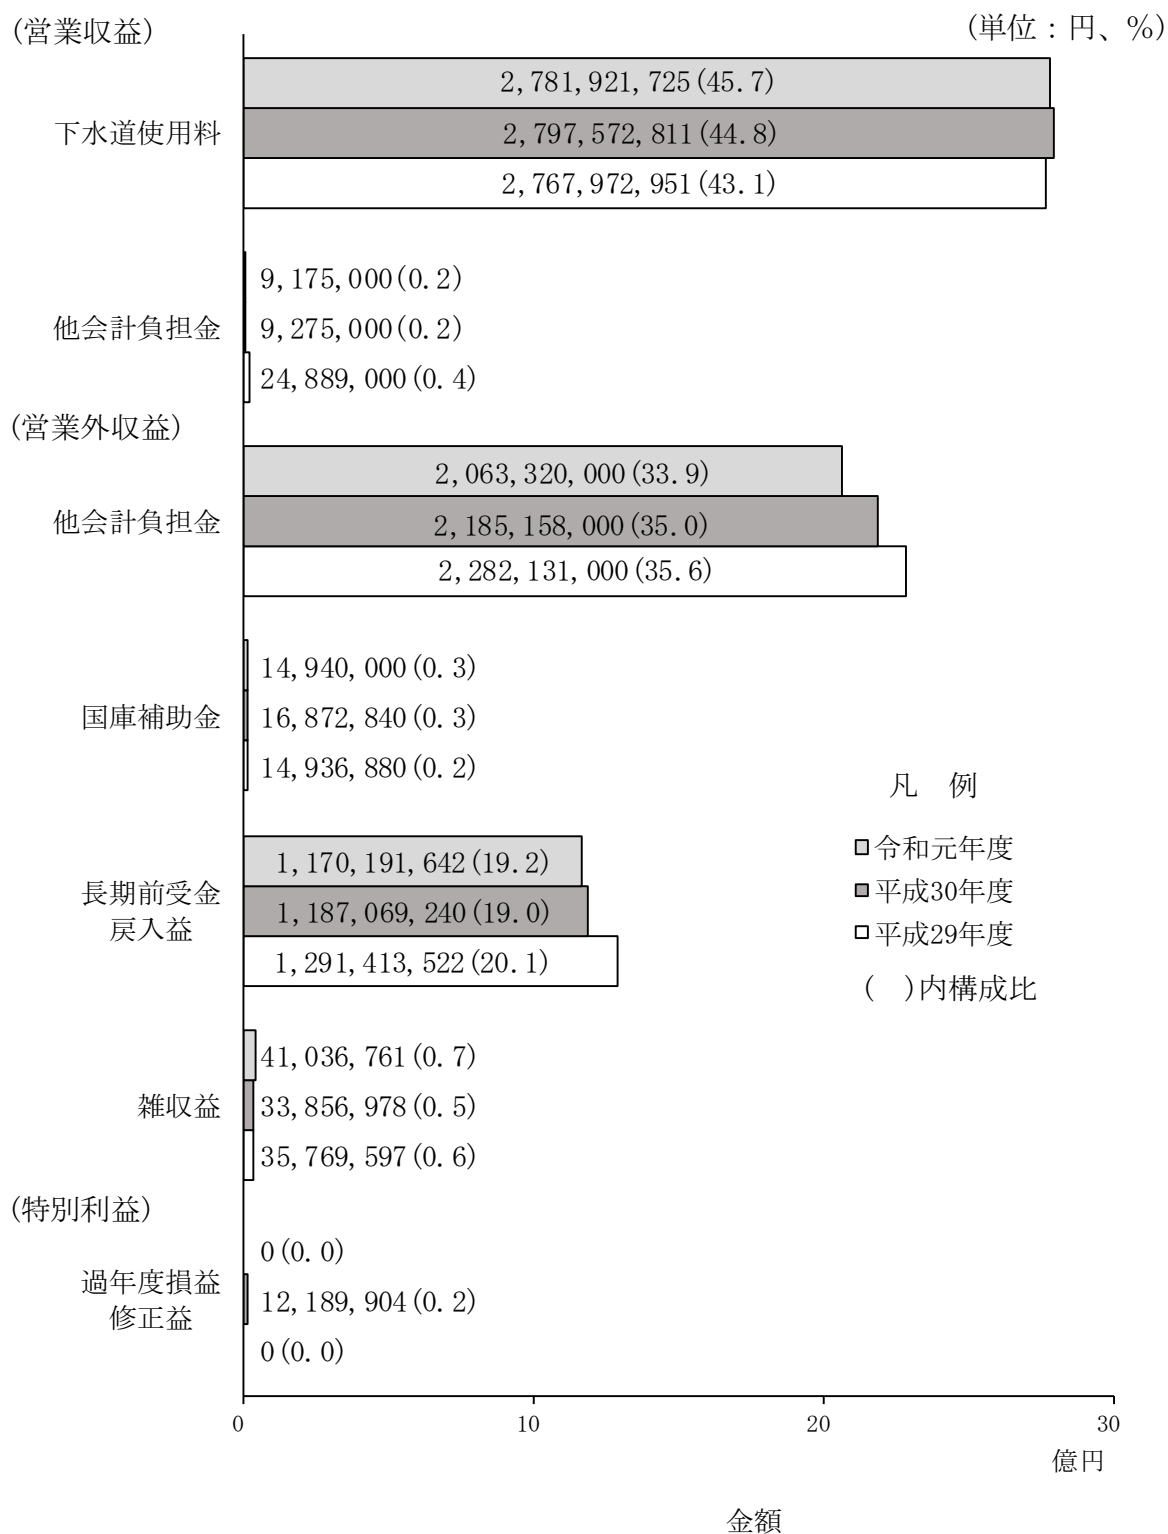 (営業収益)
(単位：円、%)
2,781,921,725(45.7)
下水道使用料
2,797,572,811(44.8)
2,767,972,951(43.1)
9,175,000(0.2)
他会計負担金
9,275,000(0.2)
24,889,000(0.4)
(営業外収益)
2,063,320,000(33.9)
他会計負担金
2,185,158,000(35.0)
2,282,131,000(35.6)
14,940,000(0.3)
国庫補助金
16,872,840(0.3)
14,936,880(0.2)
1,170,191,642(19.2)
長期前受金
戻入益
1,187,069,240(19.0)
1,291,413,522(20.1)
凡　例
令和元年度
平成30年度
平成29年度
(　)内構成比
41,036,761(0.7)
雑収益
33,856,978(0.5)
35,769,597(0.6)
(特別利益)
0(0.0)
過年度損益
修正益
12,189,904(0.2)
0(0.0)
0
10
20
30
億円
金額